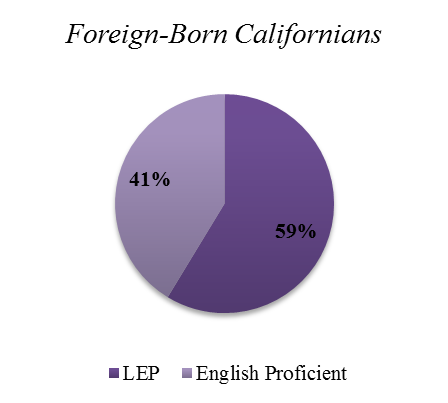 Foreign-Born Californians
41%
59%
LEP English Proficient